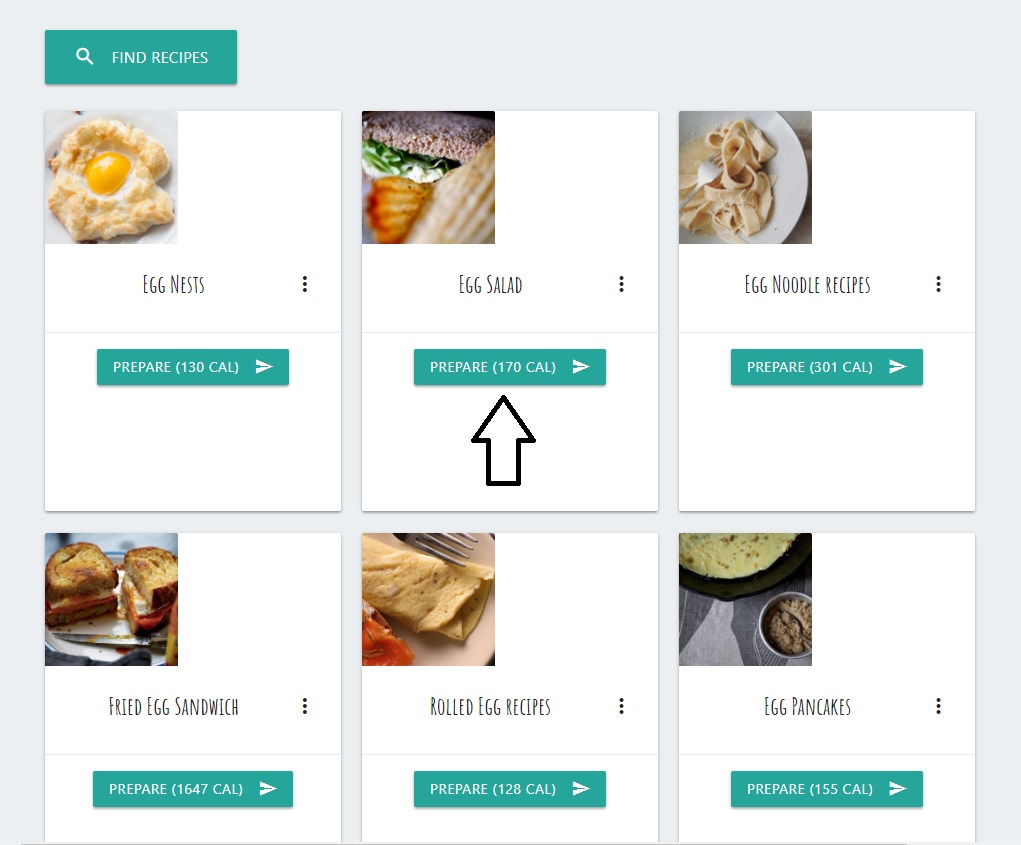 FIND RECIPES
Egg Nests
Egg Salad
Egg Noodle recipes
PREPARE (130 CAL)
PREPARE (170 CAL)
PREPARE (301 CAL)
Fried Egg Sandwich
Rolled Egg recipes
Egg Pancakes
PREPARE (1647 CAL)
PREPARE (128 CAL)
PREPARE (155 CAL)